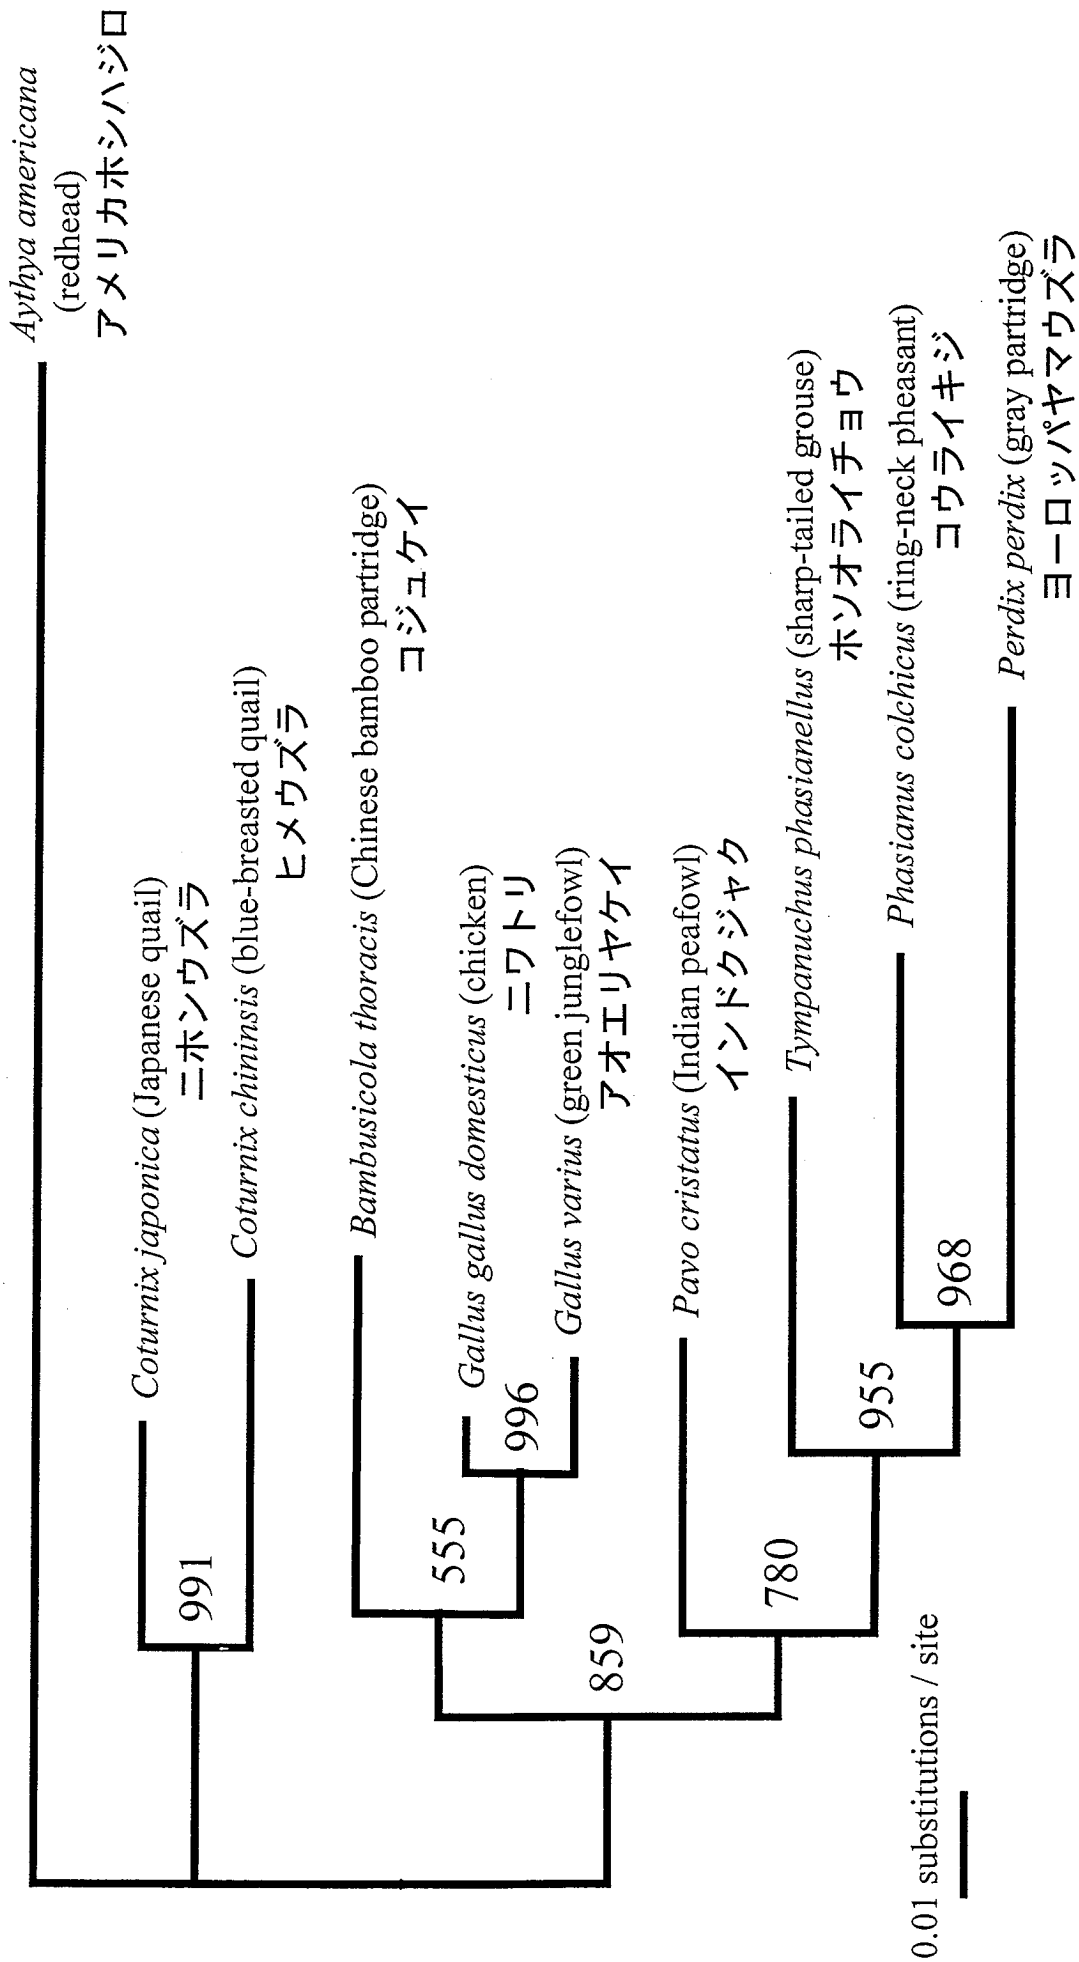 Aythya americana
(redhead)
アメリカホシハジロ
Coturnix japonica (Japanese quail)
ニホンウズラ
991
Coturnix chininsis (blue-breasted quail)
ヒメウズラ
Bambusicola thoracis (Chinese bamboo partridge)
コジュケイ
555
Gallus gallus domesticus (chicken)
ニワトリ
996
Gallus varius (green junglefowl)
アオエリヤケイ
859
Pavo cristatus (Indian peafowl)
インドクジャク
780
Tympanuchus phasianellus (sharp-tailed grouse)
ホソオライチョウ
955
Phasianus colchicus (ring-neck pheasant)
コウライキジ
968
Perdix perdix (gray partridge)
ヨーロッパヤマウズラ
0.01 substitutions / site